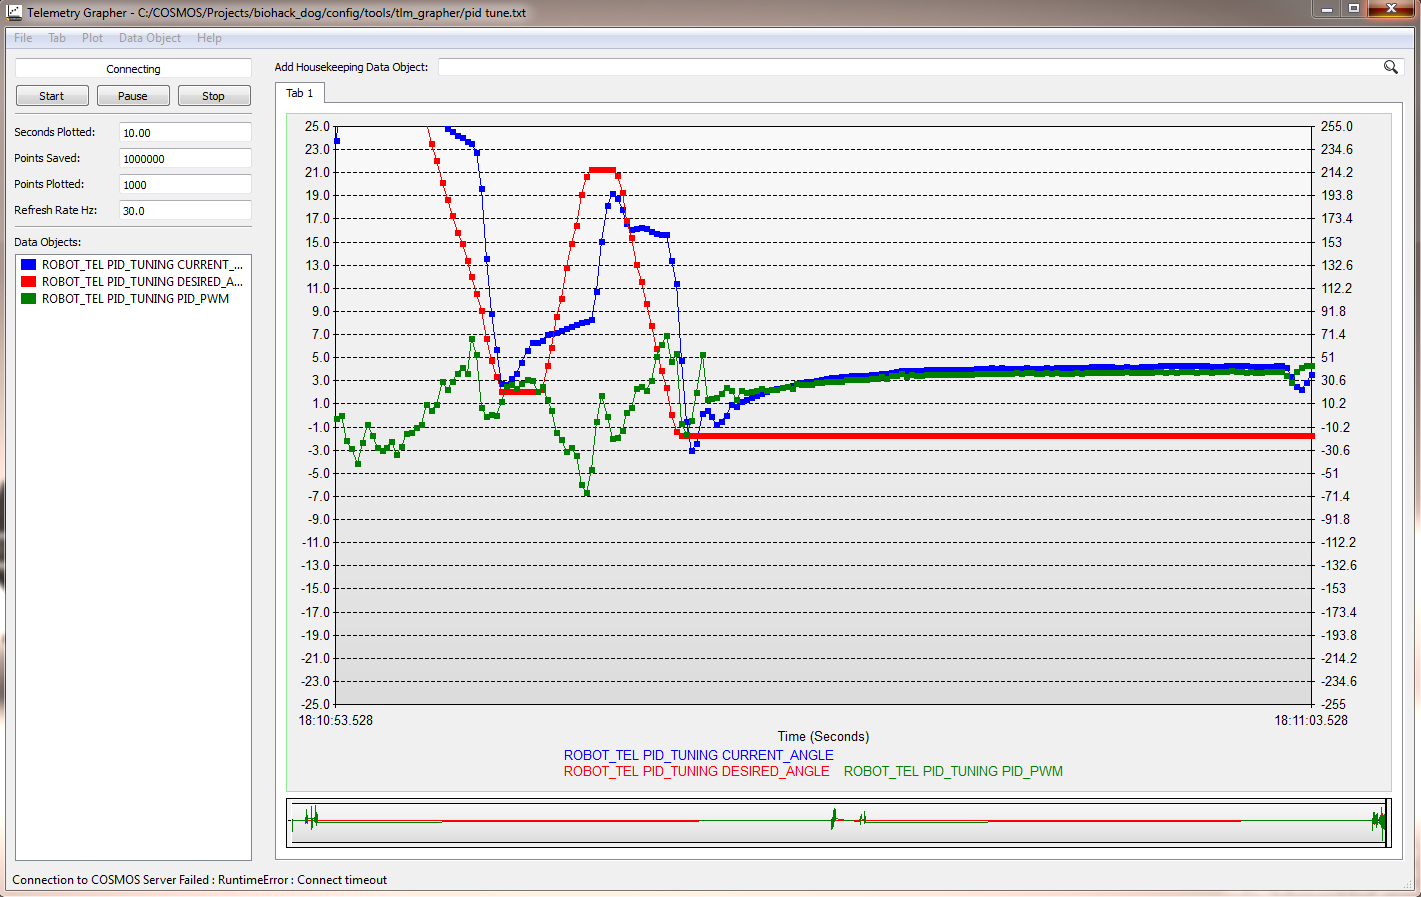 Telemetry Grapher - C:/COSMOS/Projects/biohack_dog/config/tools/tlm_grapher/pid tune.txt
File Tab Plot Data Object Help
Connecting
Start Pause Stop
Seconds Plotted: 10.00
Points Saved: 1000000
Points Plotted: 1000
Refresh Rate Hz: 30.0
Data Objects:
ROBOT_TEL PID_TUNING CURRENT_...
ROBOT_TEL PID_TUNING DESIRED_A...
ROBOT_TEL PID_TUNING PID_PWM
Add Housekeeping Data Object:
Tab 1
25.0 255.0
23.0 234.6
21.0 214.2
19.0 193.8
17.0 173.4
15.0 153
13.0 132.6
11.0 112.2
9.0 91.8
7.0 71.4
5.0 51
3.0 30.6
1.0 10.2
-1.0 -10.2
-3.0 -30.6
-5.0 -51
-7.0 -71.4
-9.0 -91.8
-11.0 -112.2
-13.0 -132.6
-15.0 -153
-17.0 -173.4
-19.0 -193.8
-21.0 -214.2
-23.0 -234.6
-25.0 -255
18:10:53.528 18:11:03.528
Time (Seconds)
ROBOT_TEL PID_TUNING CURRENT_ANGLE
ROBOT_TEL PID_TUNING DESIRED_ANGLE ROBOT_TEL PID_TUNING PID_PWM
Connection to COSMOS Server Failed : RuntimeError : Connect timeout